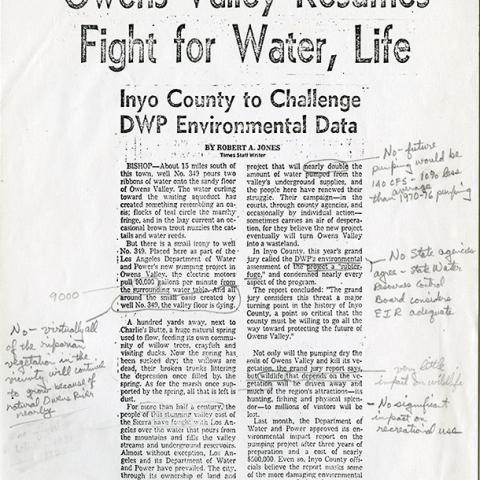 Owens Valley Resumes
Fight for Water, Life
Inyo County to Challenge
DWP Environmental Data
BY ROBERT A. JONES
Times Staff Writer
BISHOP—About 15 miles south of
this town, well No. 349 pours two
ribbons of water onto the sandy floor
of Owens Valley. The water curling
toward the waiting aqueduct has
created something resembling an oa-
sis; flocks of teal circle the marshy
fringe, and in the lazy current an oc-
casional brown trout nuzzles the cat-
tails and water reeds.
But there is a small irony to well
No. 349. Placed here as part of the
Los Angeles Department of Water
and Power's new pumping project in
Owens Valley, the electric motors
pull gallons per minute from
the surrounding water table. And all
around the small oasis created by
well No. 349, the valley floor is dying.
A hundred yards away, next to
Charlie's Butte, a huge natural spring
used to flow, feeding its own commu-
nity of willow trees, crayfish and
visiting ducks. Now the spring has
been sucked dry; the willows are
dead, their broken trunks littering
the depression once filled by the
spring. As for the marsh once sup-
ported by the spring, all that is left is
dust.
For more than half a century, the
people of this stunning valley east of
the Sierra have fought with Los An-
geles over the water that pours from
the mountains and fills the valley
streams and underground reservoirs.
Almost without exception, Los An-
geles and its Department of Water
and Power have prevailed. The city,
through its ownership of land and
project that will nearly double the
amount of water pumped from the
valley's underground supplies, and
the people here have renewed their
struggle. Their campaign—in the
courts, through county agencies, and
occasionally by individual action—
sometimes carries an air of despera-
tion, for they believe the new project
eventually will turn Owens Valley
into a wasteland.
In Inyo County, this year's grand
jury called the DWP's environmental
assessment of the project a "subter-
fuge," and condemned nearly every
aspect of the program.
The report concluded: "The grand
jury considers this threat a major
turning point in the history of Inyo
County, a point so critical that the
county must be willing to go all the
way toward protecting the future of
Owens Valley."
Not only will the pumping dry the
soils of Owens Valley and kill its ve-
getation, the grand jury report says,
but wildlife that depends on the ve-
getation will be driven away and
much of the region's attraction—its
hunting, fishing and physical splen-
dor—to millions of visitors will be
lost.
Last month, the Department of
Water and Power approved an en-
vironmental impact report on the
pumping project after three years of
preparation and a cost of nearly
$500,000. Even so, Inyo County offi-
cials believe the report masks some
of the more damaging environmental
No - future
pumping would be
140 CFS - 10% less
than 1970-76 pumping
average
No State agencies
agree - State Water
Resources Control
Board considers
E.I.R adequate
very little
impact on wildlife
No significant
impact on
recreational use
9000
No - virtually all
of the riparian
vegetation in the
vicinity will continue
to grow because of
natural Owens River
nearby